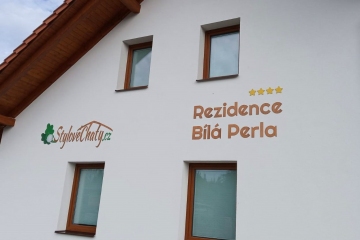 StylovéChaty.cz
Rezidence
Bílá Perla